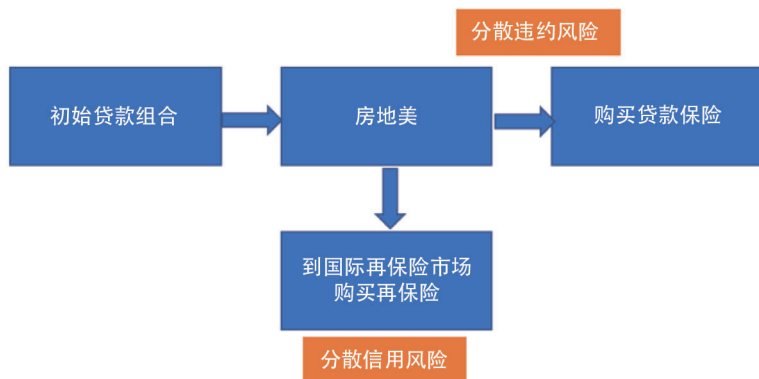 分散违约风险
初始贷款组合
房地美
购买贷款保险
到国际再保险市场
购买再保险
分散信用风险